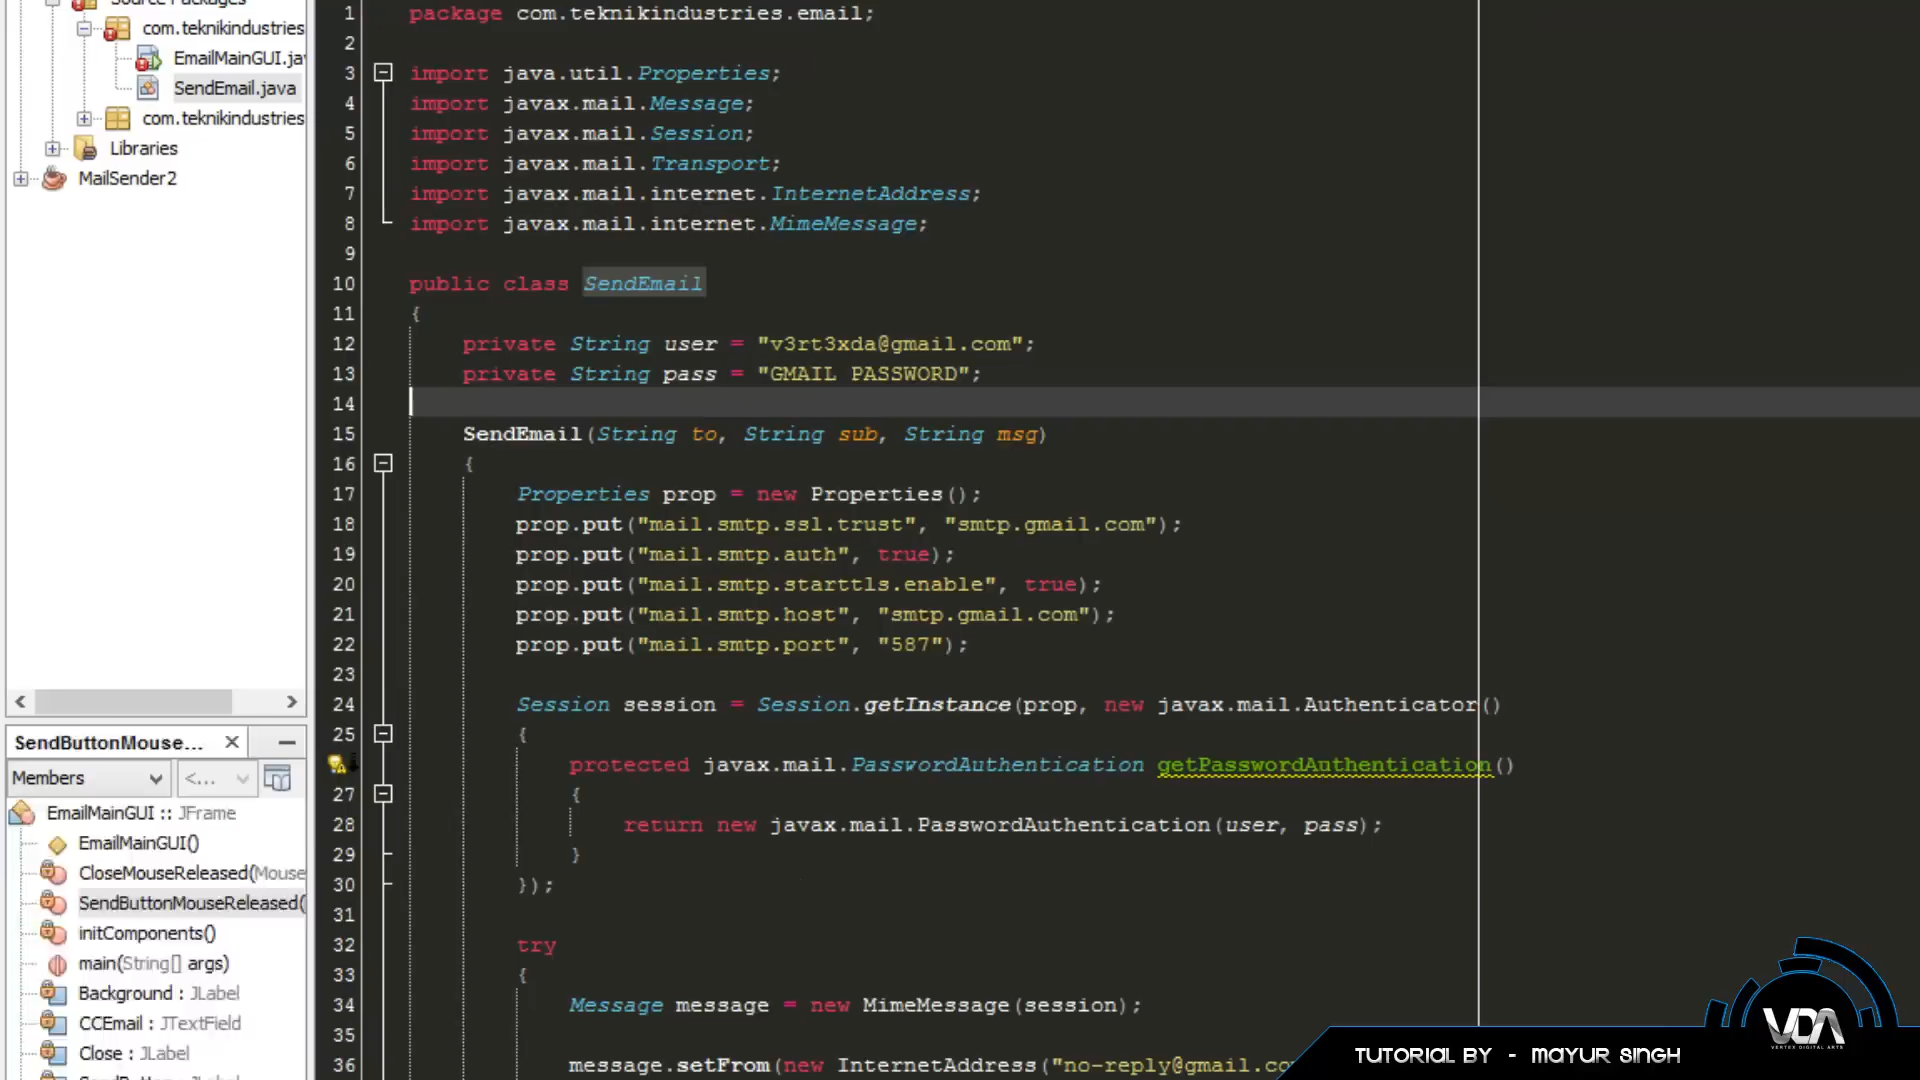 Source Packages
com.teknikindustries
EmailMainGUI.jav
SendEmail.java
com.teknikindustries
Libraries
MailSender2
SendButtonMouse...
Members
<...
EmailMainGUI :: JFrame
EmailMainGUI()
CloseMouseReleased(Mouse
SendButtonMouseReleased(
initComponents()
main(String[] args)
Background : JLabel
CCEmail : JTextField
Close : JLabel
1 package com.teknikindustries.email;
2
3 import java.util.Properties;
4 import javax.mail.Message;
5 import javax.mail.Session;
6 import javax.mail.Transport;
7 import javax.mail.internet.InternetAddress;
8 import javax.mail.internet.MimeMessage;
9
10 public class SendEmail
11 {
12 private String user = "v3rt3xda@gmail.com";
13 private String pass = "GMAIL PASSWORD";
14
15 SendEmail(String to, String sub, String msg)
16 {
17 Properties prop = new Properties();
18 prop.put("mail.smtp.ssl.trust", "smtp.gmail.com");
19 prop.put("mail.smtp.auth", true);
20 prop.put("mail.smtp.starttls.enable", true);
21 prop.put("mail.smtp.host", "smtp.gmail.com");
22 prop.put("mail.smtp.port", "587");
23
24 Session session = Session.getInstance(prop, new javax.mail.Authenticator()
25 {
protected javax.mail.PasswordAuthentication getPasswordAuthentication()
27 {
28 return new javax.mail.PasswordAuthentication(user, pass);
29 }
30 });
31
32 try
33 {
34 Message message = new MimeMessage(session);
35
36 message.setFrom(new InternetAddress("no-reply@gmail.co
VDA
VERTEX DIGITAL ARTS
TUTORIAL BY - MAYUR SINGH